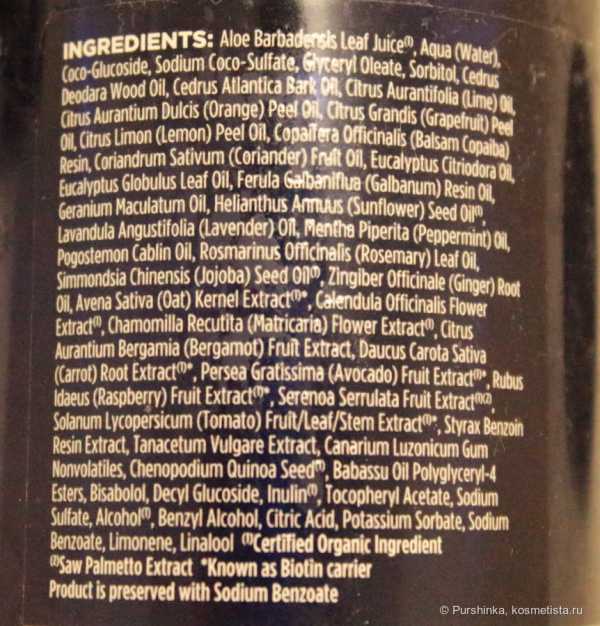 INGREDIENTS: Aloe Barbadensis Leaf Juice⁽¹⁾, Aqua (Water),
Coco-Glucoside, Sodium Coco-Sulfate, Glyceryl Oleate, Sorbitol, Cedrus
Deodara Wood Oil, Cedrus Atlantica Bark Oil, Citrus Aurantifolia (Lime) Oil,
Citrus Aurantium Dulcis (Orange) Peel Oil, Citrus Grandis (Grapefruit) Peel
Oil, Citrus Limon (Lemon) Peel Oil, Copaifera Officinalis (Balsam Copaiba)
Resin, Coriandrum Sativum (Coriander) Fruit Oil, Eucalyptus Citriodora Oil,
Eucalyptus Globulus Leaf Oil, Ferula Galbaniflua (Galbanum) Resin Oil,
Geranium Maculatum Oil, Helianthus Annuus (Sunflower) Seed Oil⁽¹⁾,
Lavandula Angustifolia (Lavender) Oil, Menthe Piperita (Peppermint) Oil,
Pogostemon Cablin Oil, Rosmarinus Officinalis (Rosemary) Leaf Oil,
Simmondsia Chinensis (Jojoba) Seed Oil⁽¹⁾, Zingiber Officinale (Ginger) Root
Oil, Avena Sativa (Oat) Kernel Extract⁽¹⁾*, Calendula Officinalis Flower
Extract⁽¹⁾, Chamomilla Recutita (Matricaria) Flower Extract⁽¹⁾, Citrus
Aurantium Bergamia (Bergamot) Fruit Extract, Daucus Carota Sativa
(Carrot) Root Extract⁽¹⁾*, Persea Gratissima (Avocado) Fruit Extract⁽¹⁾*, Rubus
Idaeus (Raspberry) Fruit Extract⁽¹⁾*, Serenoa Serrulata Fruit Extract⁽¹⁾⁽²⁾,
Solanum Lycopersicum (Tomato) Fruit/Leaf/Stem Extract⁽¹⁾*, Styrax Benzoin
Resin Extract, Tanacetum Vulgare Extract, Canarium Luzonicum Gum
Nonvolatiles, Chenopodium Quinoa Seed⁽¹⁾, Babassu Oil Polyglyceryl-4
Esters, Bisabolol, Decyl Glucoside, Inulin⁽¹⁾, Tocopheryl Acetate, Sodium
Sulfate, Alcohol⁽¹⁾, Benzyl Alcohol, Citric Acid, Potassium Sorbate, Sodium
Benzoate, Limonene, Linalool ⁽¹⁾Certified Organic Ingredient
⁽²⁾Saw Palmetto Extract *Known as Biotin carrier
Product is preserved with Sodium Benzoate
© Purshinka, kosmetista.ru